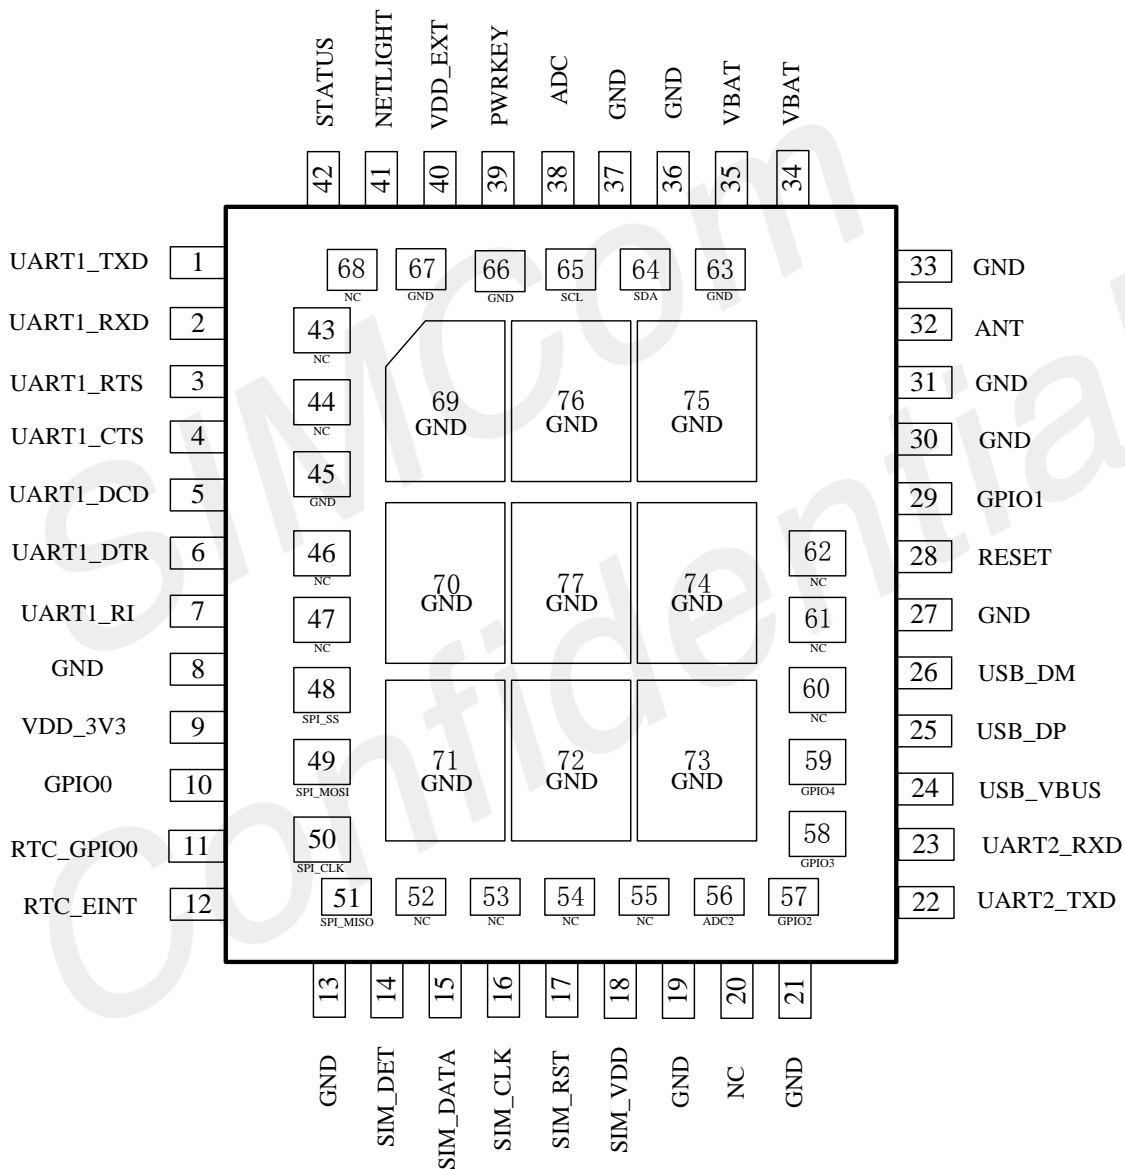 STATUS
NETLIGHT
VDD_EXT
PWRKEY
ADC
GND
GND
VBAT
VBAT
42
41
40
39
38
37
36
35
34
UART1_TXD 1
UART1_RXD 2
UART1_RTS 3
UART1_CTS 4
UART1_DCD 5
UART1_DTR 6
UART1_RI 7
GND 8
VDD_3V3 9
GPIO0 10
RTC_GPIO0 11
RTC_EINT 12
68
NC
67
GND
66
GND
65
SCL
64
SDA
63
GND
43
NC
44
NC
45
GND
46
NC
47
NC
48
SPI_SS
49
SPI_MOSI
50
SPI_CLK
51
SPI_MISO
52
NC
53
NC
54
NC
55
NC
56
ADC2
57
GPIO2
69
GND
76
GND
75
GND
70
GND
77
GND
74
GND
71
GND
72
GND
73
GND
62
NC
61
NC
60
NC
59
GPIO4
58
GPIO3
33 GND
32 ANT
31 GND
30 GND
29 GPIO1
28 RESET
27 GND
26 USB_DM
25 USB_DP
24 USB_VBUS
23 UART2_RXD
22 UART2_TXD
13
14
15
16
17
18
19
20
21
GND
SIM_DET
SIM_DATA
SIM_CLK
SIM_RST
SIM_VDD
GND
NC
GND
SIMCom
Confidential